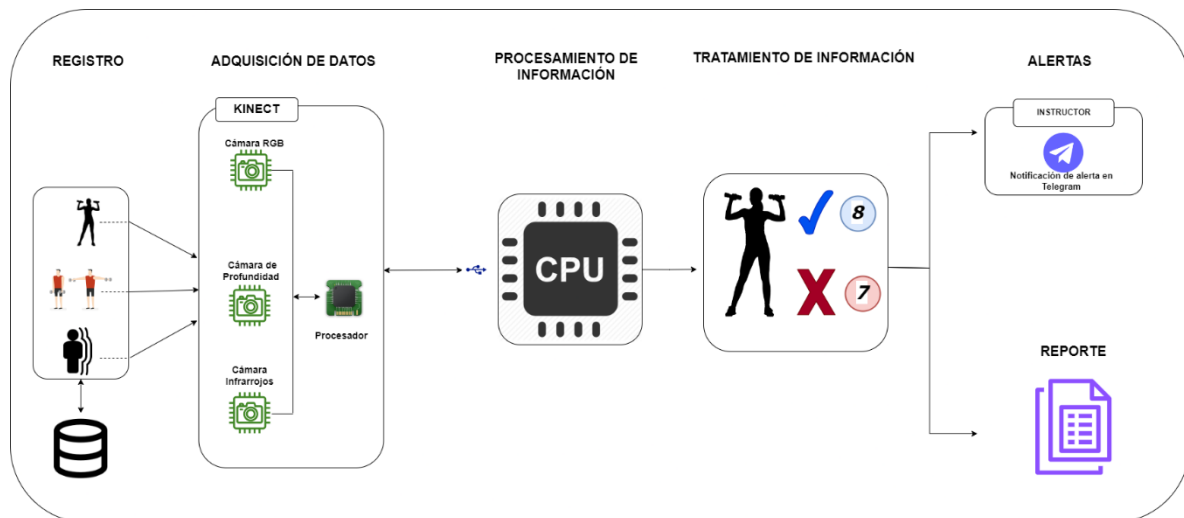 REGISTRO
ADQUISICIÓN DE DATOS
PROCESAMIENTO DE
INFORMACIÓN
TRATAMIENTO DE INFORMACIÓN
ALERTAS
KINECT
Cámara RGB
Cámara de
Profundidad
Cámara
Infrarrojos
Procesador
CPU
8
7
INSTRUCTOR
Notificación de alerta en
Telegram
REPORTE